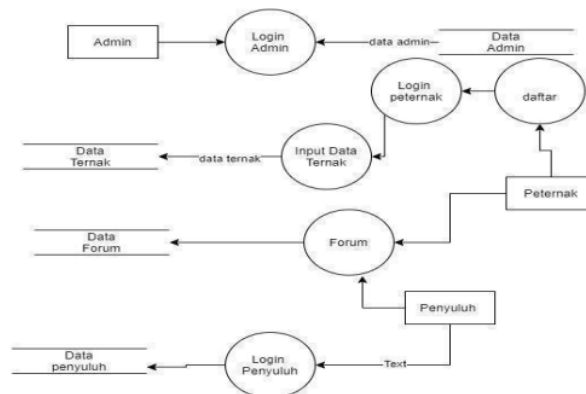 Admin
Login
Admin
data admin
Data
Admin
Login
peternak
daftar
Data
Ternak
data ternak
Input Data
Ternak
Peternak
Data
Forum
Forum
Penyuluh
Data
penyuluh
Login
Penyuluh
Text